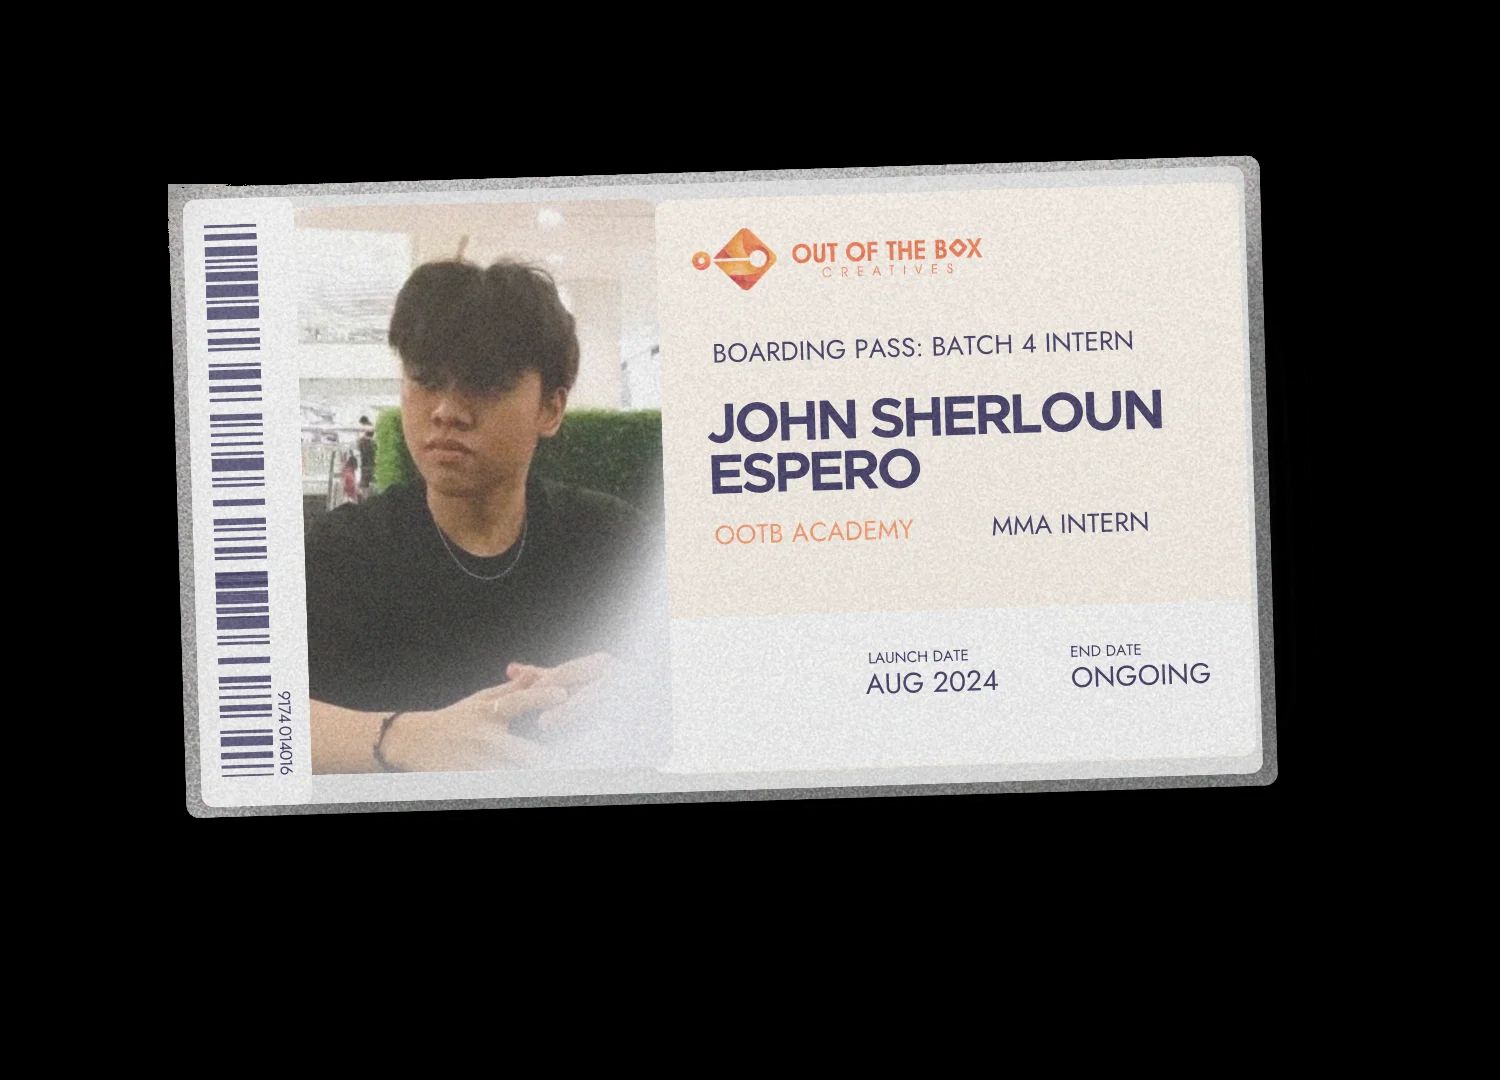 OUT OF THE BOX
CREATIVES
BOARDING PASS: BATCH 4 INTERN
JOHN SHERLOUN
ESPERO
OOTB ACADEMY
MMA INTERN
LAUNCH DATE
AUG 2024
END DATE
ONGOING
9174 014016